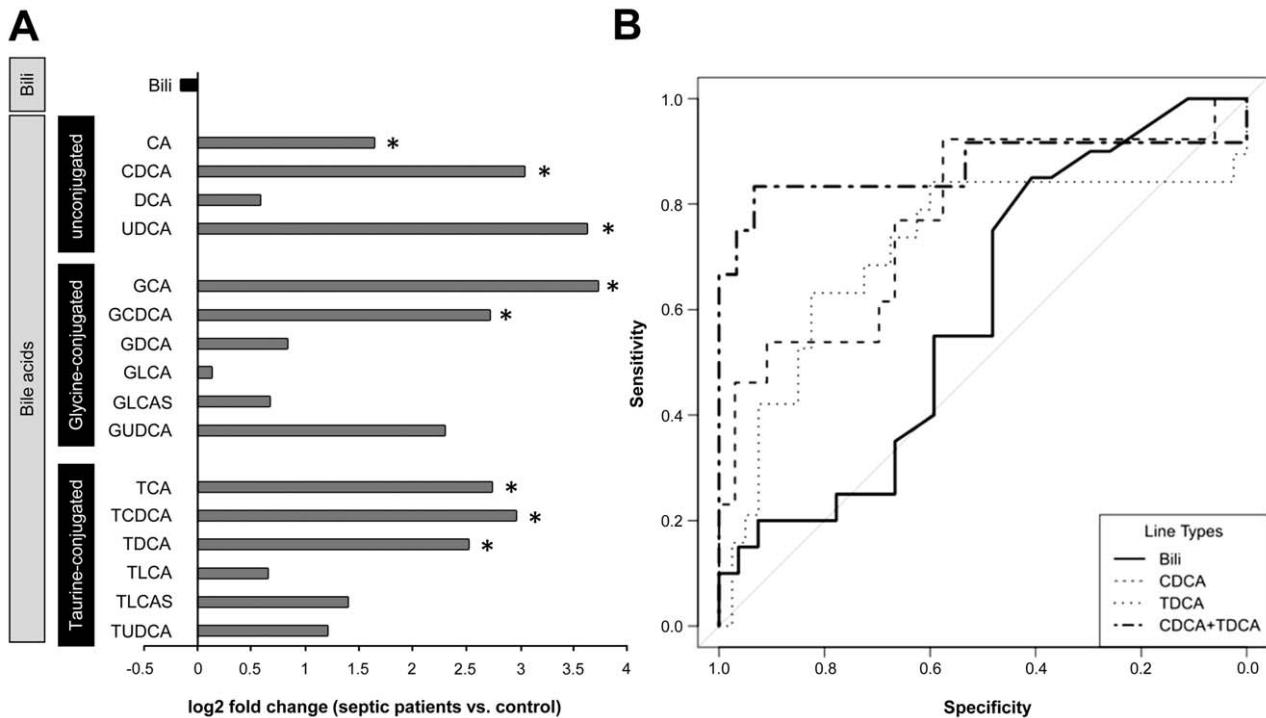 A
Bili
Bile acids
unconjugated
Glycine-conjugated
Taurine-conjugated
Bili
CA *
CDCA *
DCA
UDCA *
GCA *
GCDCA *
GDCA
GLCA
GLCAS
GUDCA
TCA *
TCDCA *
TDCA *
TLCA
TLCAS
TUDCA
-0.5 0 0.5 1 1.5 2 2.5 3 3.5 4
log2 fold change (septic patients vs. control)
B
Sensitivity
1.0
0.8
0.6
0.4
0.2
0.0
Line Types
Bili
CDCA
TDCA
CDCA+TDCA
1.0 0.8 0.6 0.4 0.2 0.0
Specificity